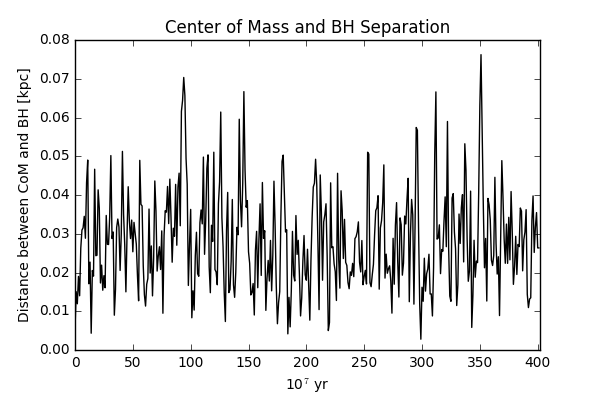 Center of Mass and BH Separation
Distance between CoM and BH [kpc]
0.08
0.07
0.06
0.05
0.04
0.03
0.02
0.01
0.00
0 50 100 150 200 250 300 350 400
10⁷ yr